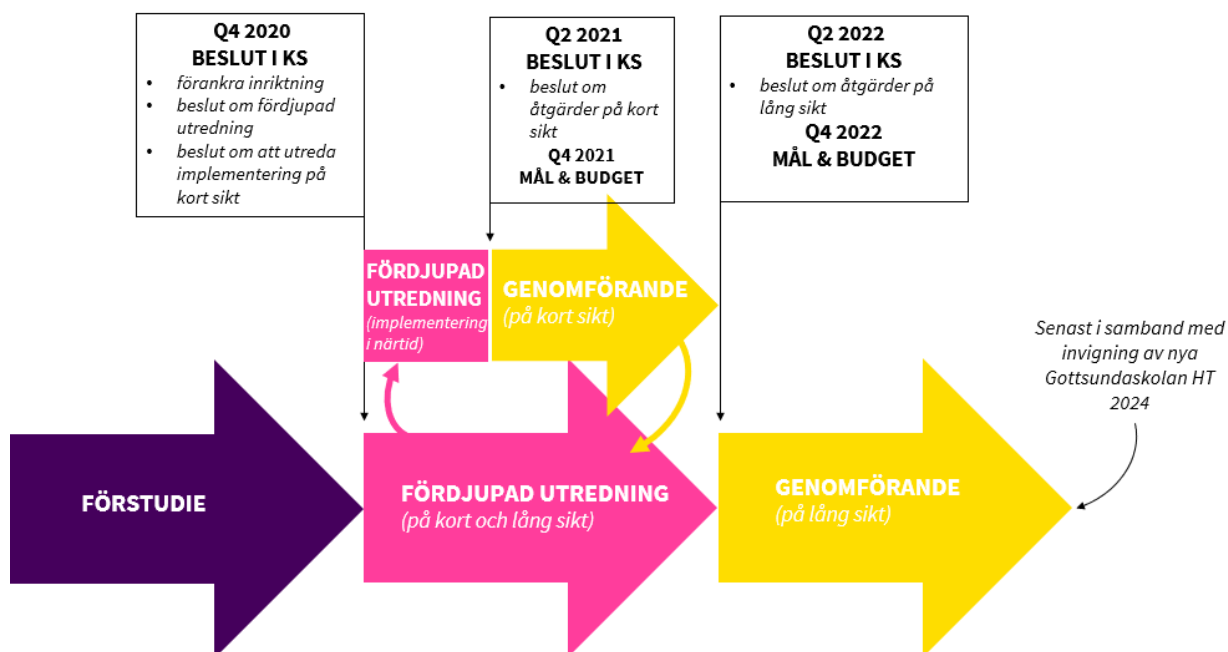 Q4 2020
BESLUT I KS
• förankra inriktning
• beslut om fördjupad
utredning
• beslut om att utreda
implementering på
kort sikt
Q2 2021
BESLUT I KS
• beslut om
åtgärder på kort
sikt
Q4 2021
MÅL & BUDGET
Q2 2022
BESLUT I KS
• beslut om åtgärder på
lång sikt
Q4 2022
MÅL & BUDGET
FÖRDJUPAD
UTREDNING
(implementering
i närtid)
GENOMFÖRANDE
(på kort sikt)
Senast i samband med
invigning av nya
Gottsundaskolan HT
2024
FÖRSTUDIE
FÖRDJUPAD UTREDNING
(på kort och lång sikt)
GENOMFÖRANDE
(på lång sikt)